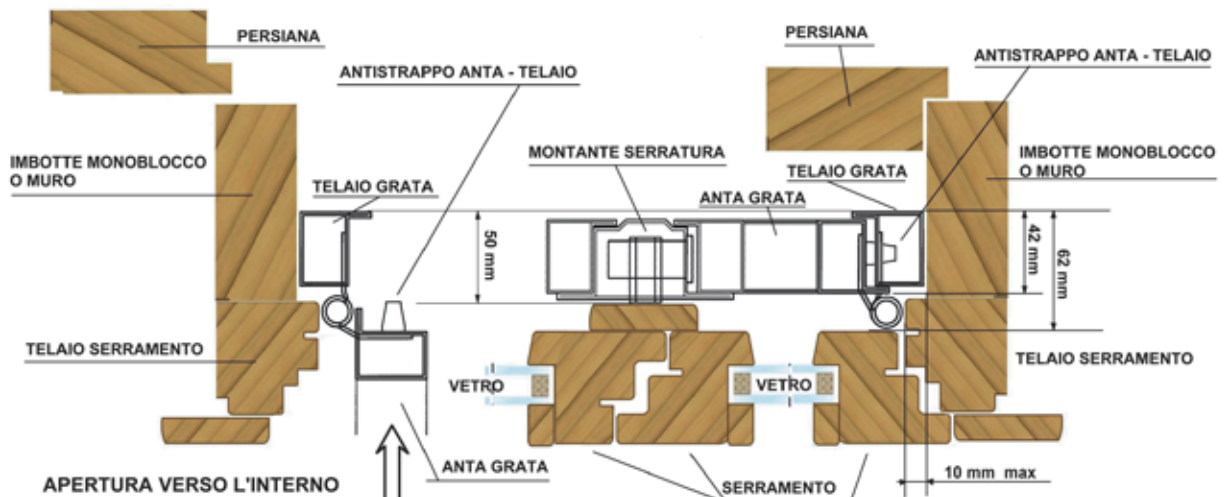 PERSIANA
PERSIANA
ANTISTRAPPO ANTA - TELAIO
ANTISTRAPPO ANTA - TELAIO
IMBOTTE MONOBLOCCO
O MURO
MONTANTE SERRATURA
IMBOTTE MONOBLOCCO
O MURO
TELAIO GRATA
TELAIO GRATA
ANTA GRATA
50 mm
42 mm
62 mm
TELAIO SERRAMENTO
TELAIO SERRAMENTO
VETRO
VETRO
ANTA GRATA
10 mm max
APERTURA VERSO L'INTERNO
SERRAMENTO